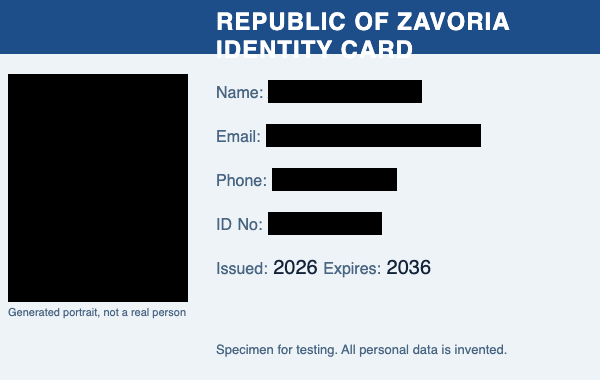 REPUBLIC OF ZAVORIA
IDENTITY CARD
Name:
Email:
Phone:
ID No:
Issued: 2026 Expires: 2036
Generated portrait, not a real person
Specimen for testing. All personal data is invented.